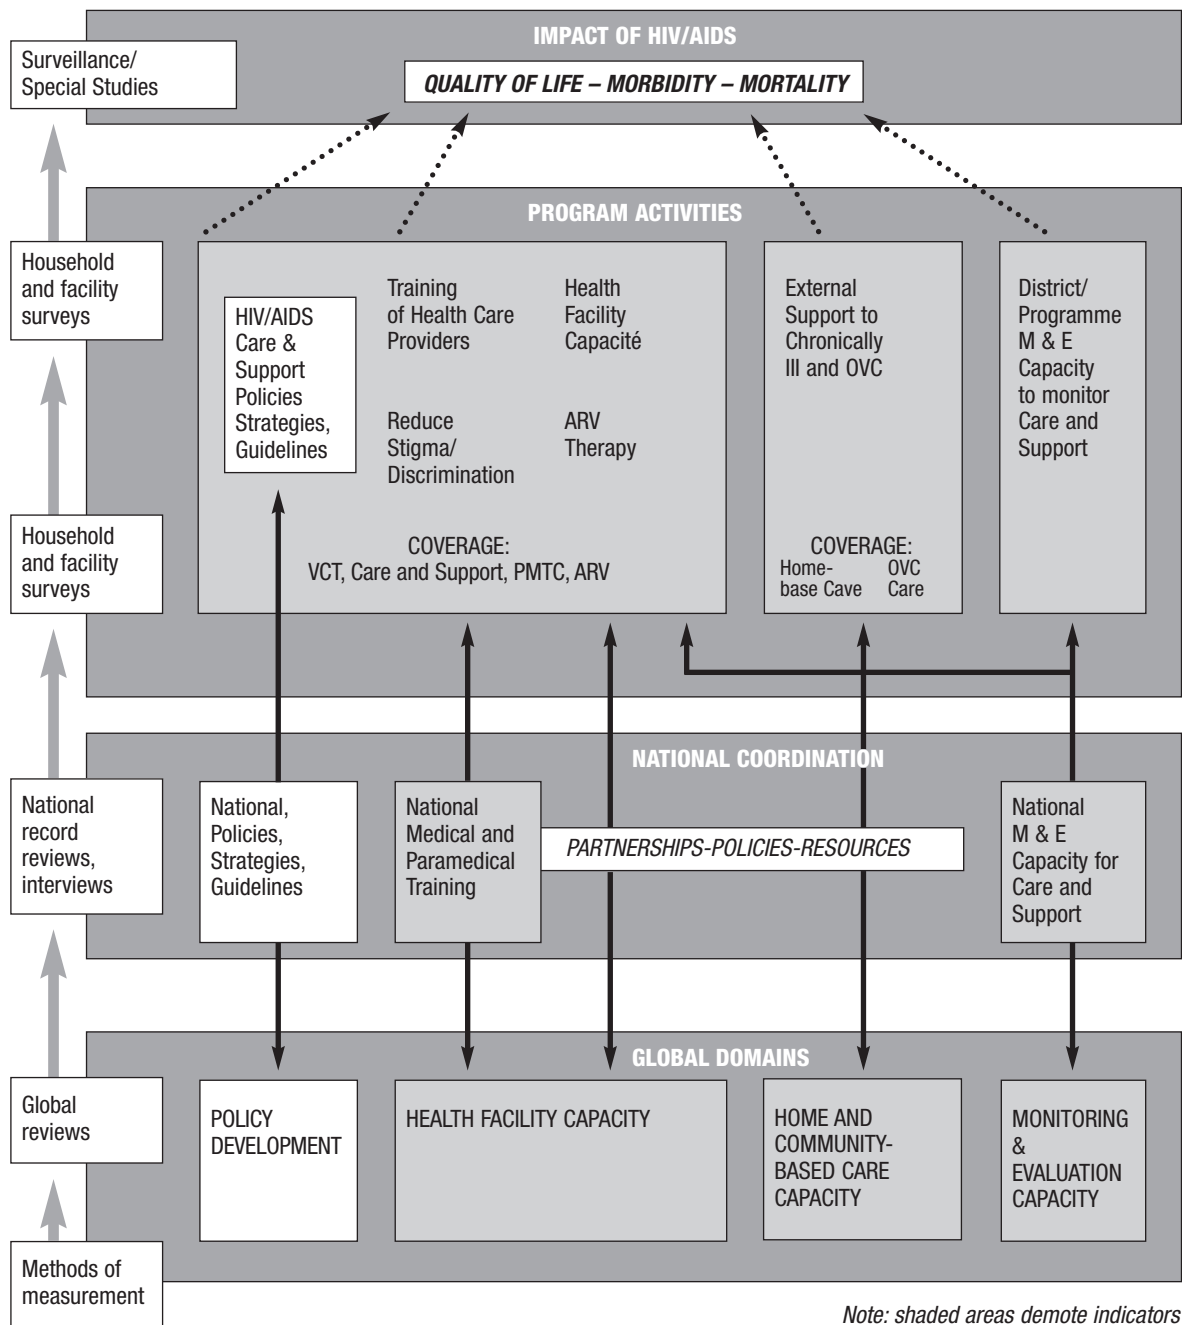 IMPACT OF HIV/AIDS
Surveillance/
Special Studies
QUALITY OF LIFE – MORBIDITY – MORTALITY
PROGRAM ACTIVITIES
Household
and facility
surveys
HIV/AIDS
Care &
Support
Policies
Strategies,
Guidelines
Training
of Health Care
Providers
Health
Facility
Capacité
Reduce
Stigma/
Discrimination
ARV
Therapy
COVERAGE:
VCT, Care and Support, PMTC, ARV
External
Support to
Chronically
Ill and OVC
COVERAGE:
Home-
base Cave
OVC
Care
District/
Programme
M & E
Capacity
to monitor
Care and
Support
Household
and facility
surveys
NATIONAL COORDINATION
National
record
reviews,
interviews
National,
Policies,
Strategies,
Guidelines
National
Medical and
Paramedical
Training
PARTNERSHIPS-POLICIES-RESOURCES
National
M & E
Capacity for
Care and
Support
GLOBAL DOMAINS
Global
reviews
POLICY
DEVELOPMENT
HEALTH FACILITY CAPACITY
HOME AND
COMMUNITY-
BASED CARE
CAPACITY
MONITORING
&
EVALUATION
CAPACITY
Methods of
measurement
Note: shaded areas demote indicators